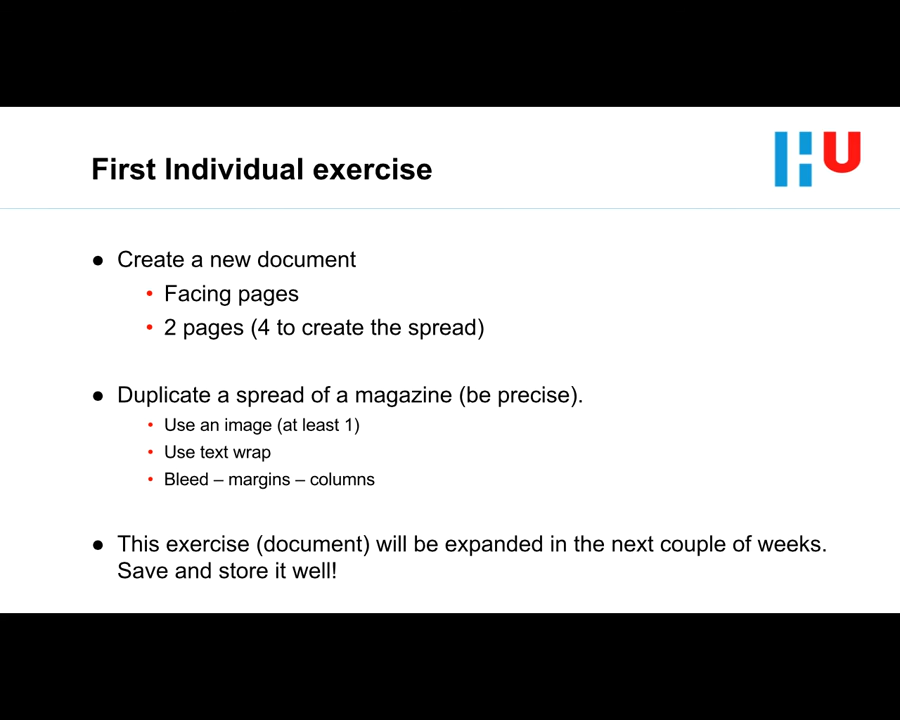 First Individual exercise
HU
● Create a new document
• Facing pages
• 2 pages (4 to create the spread)
● Duplicate a spread of a magazine (be precise).
• Use an image (at least 1)
• Use text wrap
• Bleed – margins – columns
● This exercise (document) will be expanded in the next couple of weeks.
Save and store it well!